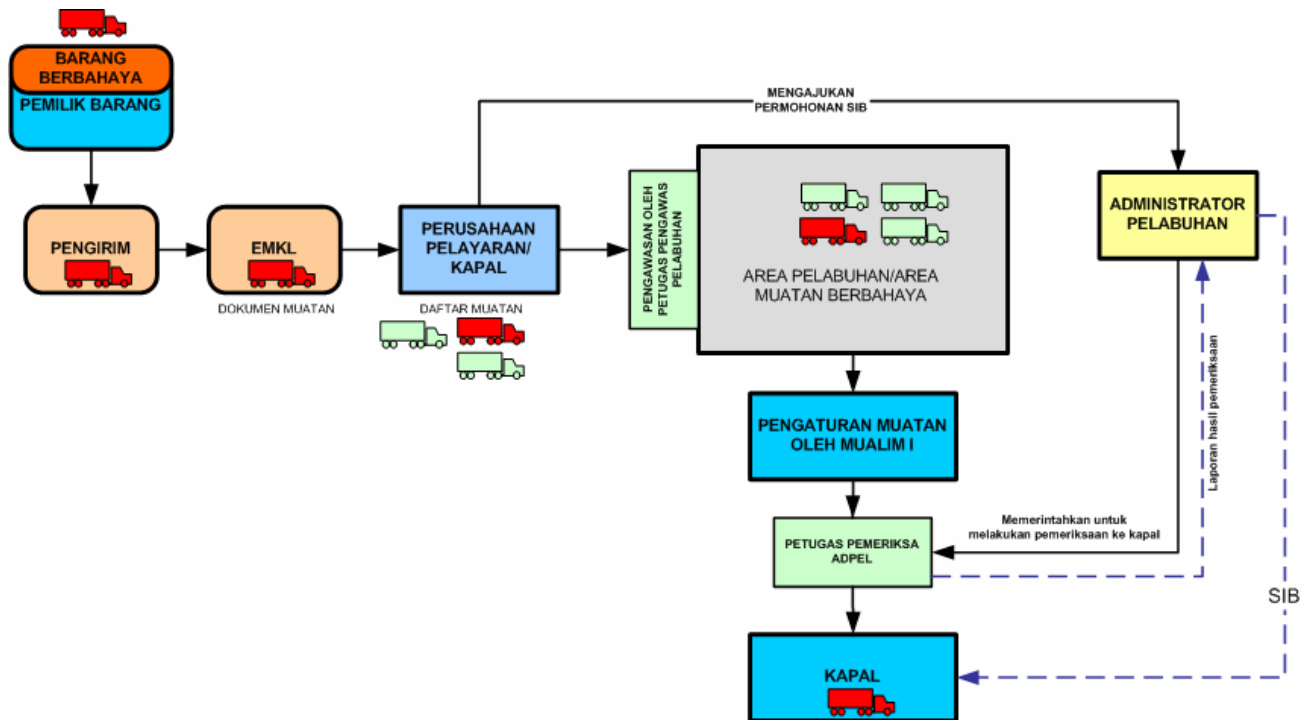 BARANG
BERBAHAYA
PEMILIK BARANG
MENGAJUKAN
PERMOHONAN SIB
PENGIRIM
EMKL
DOKUMEN MUATAN
PERUSAHAAN
PELAYARAN/
KAPAL
DAFTAR MUATAN
PENGAWASAN OLEH
PETUGAS PENGAWAS
PELABUHAN
AREA PELABUHAN/AREA
MUATAN BERBAHAYA
ADMINISTRATOR
PELABUHAN
PENGATURAN MUATAN
OLEH MUALIM I
Laporan hasil pemeriksaan
Memerintahkan untuk
melakukan pemeriksaan ke kapal
PETUGAS PEMERIKSA
ADPEL
SIB
KAPAL